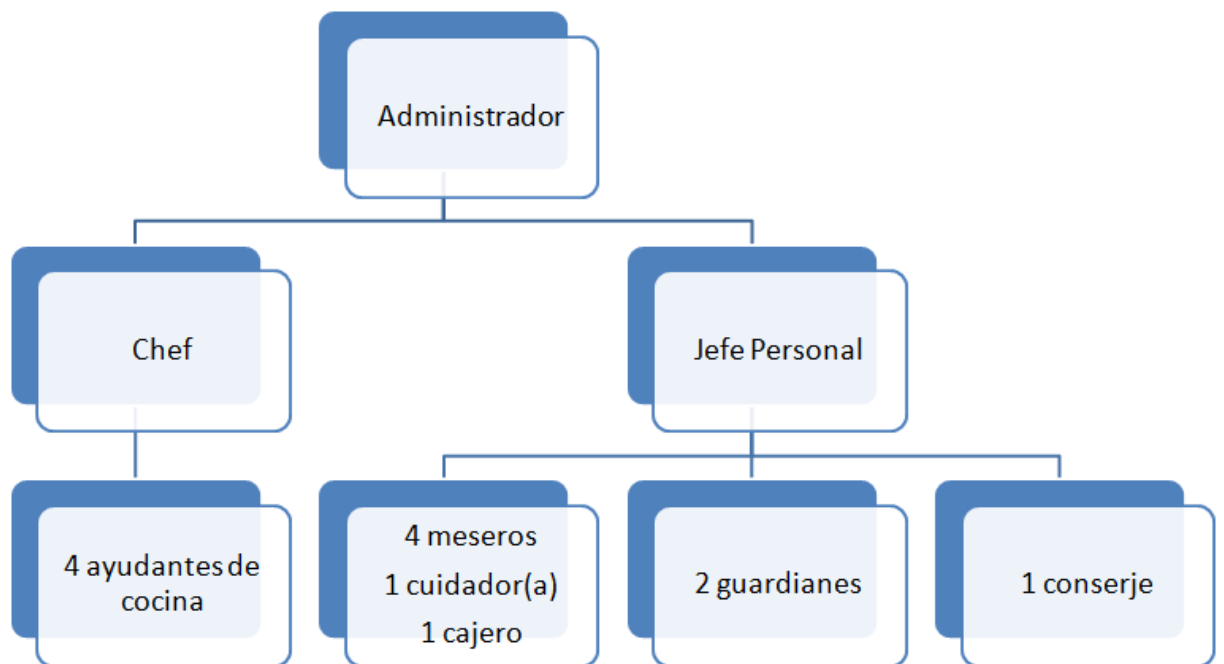 Administrador
Chef
Jefe Personal
4 ayudantes de
cocina
4 meseros
1 cuidador(a)
1 cajero
2 guardianes
1 conserje